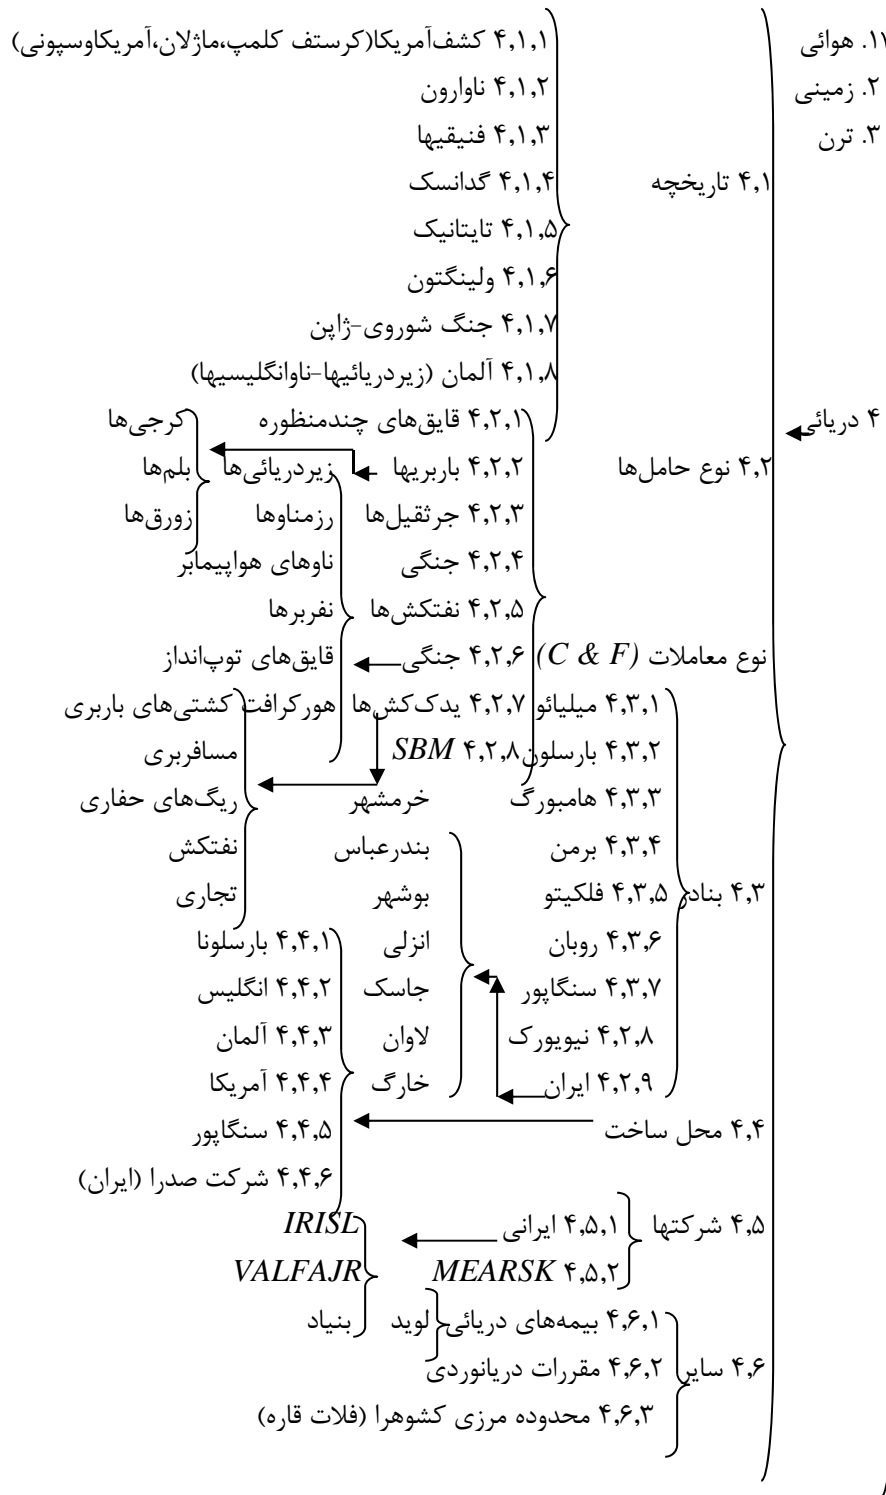 ۱. هوائی
۲. زمینی
۳. ترن
۴ دریائی
۴,۱ تاریخچه
۴,۱,۱ کشف‌آمریکا(کرستف کلمپ،ماژلان،آمریکاوسپونی)
۴,۱,۲ ناوارون
۴,۱,۳ فنیقیها
۴,۱,۴ گدانسک
۴,۱,۵ تایتانیک
۴,۱,۶ ولینگتون
۴,۱,۷ جنگ شوروی-ژاپن
۴,۱,۸ آلمان (زیردریائیها-ناوانگلیسیها)
۴,۲ نوع حامل‌ها
۴,۲,۱ قایق‌های چندمنظوره
۴,۲,۲ باربریها
۴,۲,۳ جرثقیل‌ها
۴,۲,۴ جنگی
۴,۲,۵ نفتکش‌ها
۴,۲,۶ جنگی
۴,۲,۷ یدک‌کش‌ها
۴,۲,۸ SBM
کرجی‌ها
بلم‌ها
زورق‌ها
زیردریائی‌ها
رزمناوها
ناوهای هواپیمابر
نفربرها
قایق‌های توپ‌انداز
هورکرافت
کشتی‌های باربری
مسافربری
ریگ‌های حفاری
نفتکش
تجاری
نوع معاملات (C & F)
۴,۳ بنادر
۴,۳,۱ میلیائو
۴,۳,۲ بارسلون
۴,۳,۳ هامبورگ
۴,۳,۴ برمن
۴,۳,۵ فلکیتو
۴,۳,۶ روبان
۴,۳,۷ سنگاپور
۴,۲,۸ نیویورک
۴,۲,۹ ایران
خرمشهر
بندرعباس
بوشهر
انزلی
جاسک
لاوان
خارگ
۴,۴ محل ساخت
۴,۴,۱ بارسلونا
۴,۴,۲ انگلیس
۴,۴,۳ آلمان
۴,۴,۴ آمریکا
۴,۴,۵ سنگاپور
۴,۴,۶ شرکت صدرا (ایران)
۴,۵ شرکتها
۴,۵,۱ ایرانی
۴,۵,۲ MEARSK
IRISL
VALFAJR
بنیاد
۴,۶ سایر
۴,۶,۱ بیمه‌های دریائی
لوید
۴,۶,۲ مقررات دریانوردی
۴,۶,۳ محدوده مرزی کشوهرا (فلات قاره)